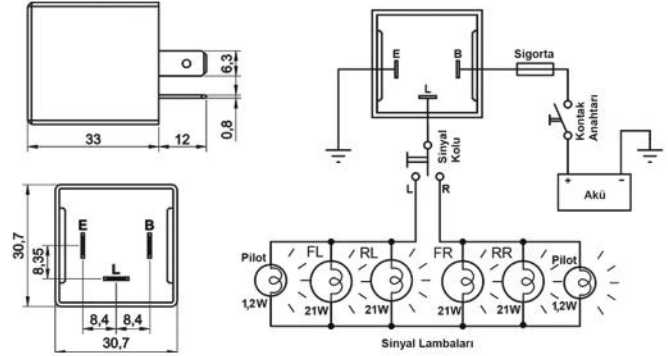 33
12
6,3
0,8
E
B
L
30,7
8,35
8,4
8,4
30,7
E
B
L
Sigorta
Kontak
Anahtarı
+
-
Akü
Sinyal
Kolu
L
R
Pilot
FL
RL
FR
RR
Pilot
1,2W
21W
21W
21W
21W
1,2W
Sinyal Lambaları